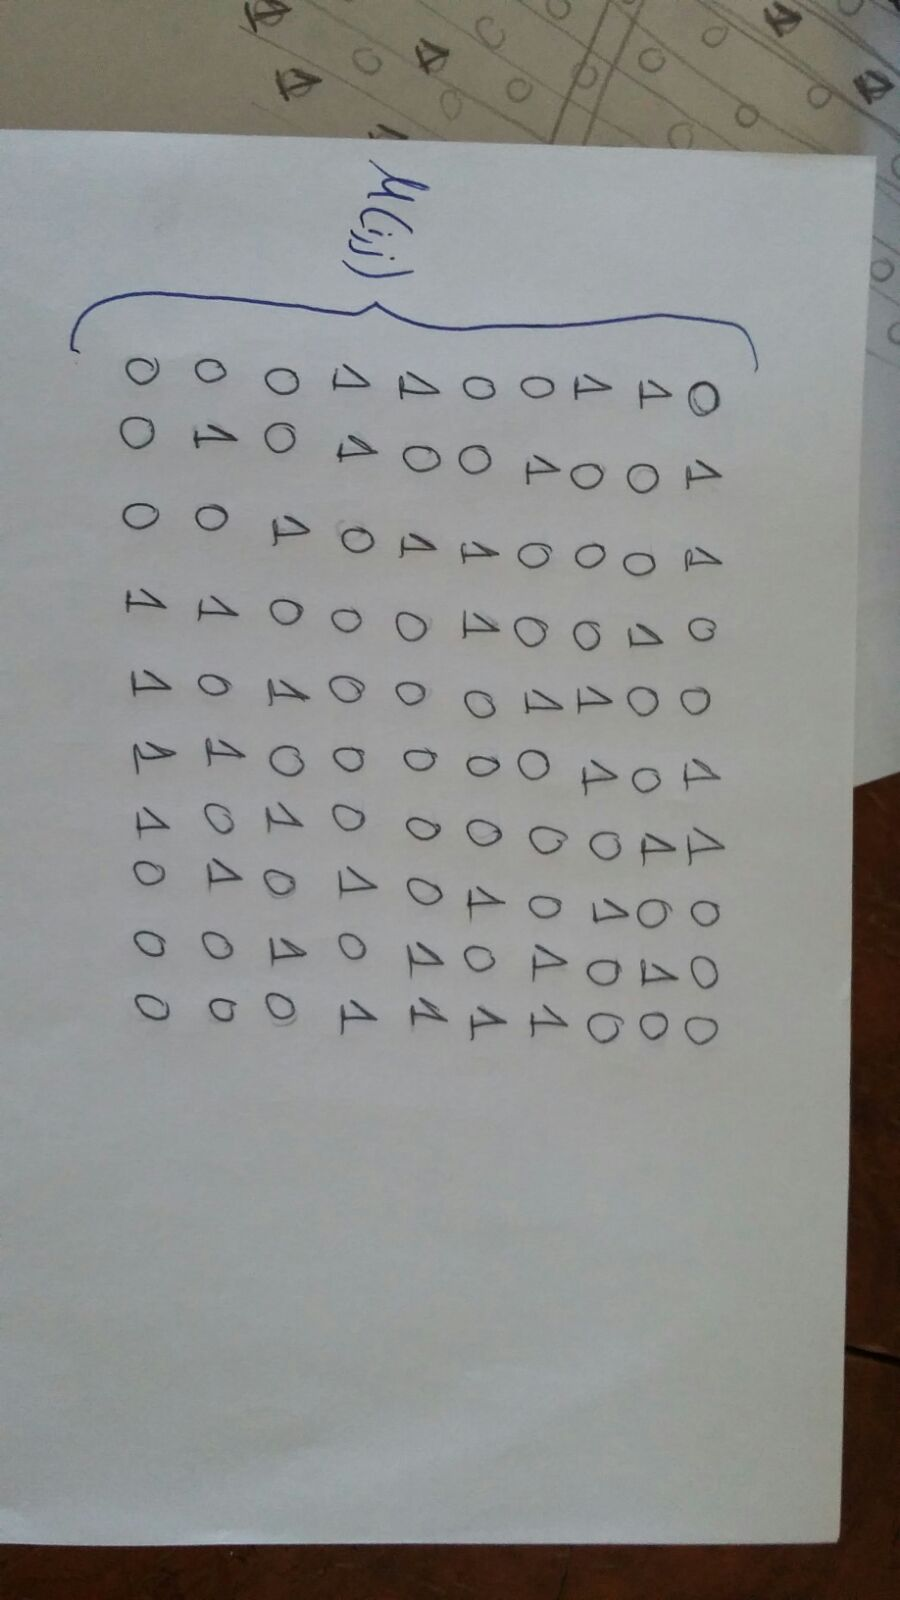 M(i,j)
0 1 1 0 0 1 1 0 0 0
1 0 0 1 0 0 1 0 1 0
1 0 0 0 1 1 0 1 0 0
0 1 0 0 1 0 0 0 1 1
0 0 1 1 0 0 0 1 0 1
1 0 1 0 0 0 0 0 1 1
1 1 0 0 0 0 0 1 0 1
0 0 1 0 1 0 1 0 1 0
0 1 0 1 0 1 0 1 0 0
0 0 0 1 1 1 1 0 0 0